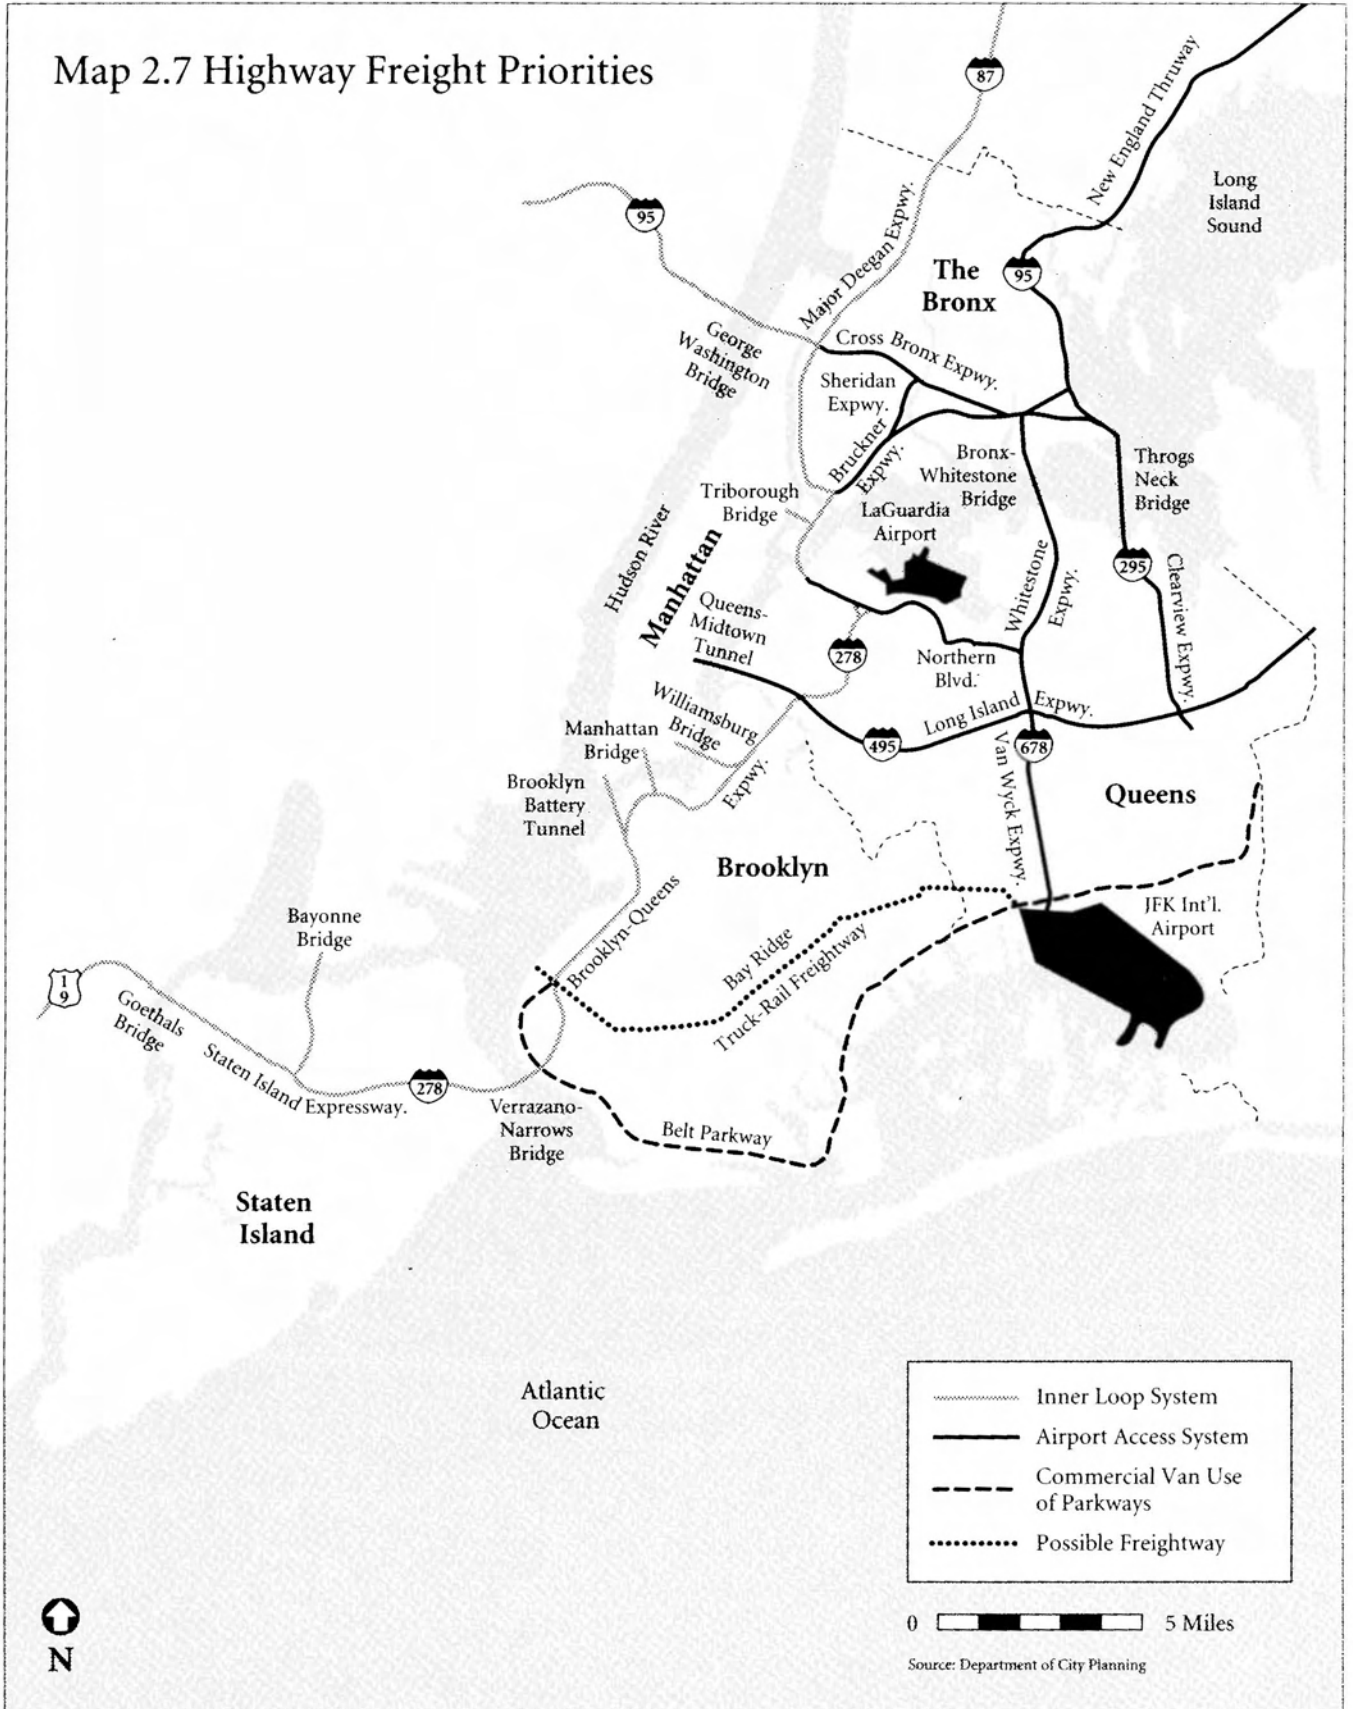 Map 2.7 Highway Freight Priorities
87
New England Thruway
Long
Island
Sound
95
Major Deegan Expwy.
The
Bronx
95
George
Washington
Bridge
Cross Bronx Expwy.
Sheridan
Expwy.
Bruckner
Expwy.
Bronx-
Whitestone
Bridge
Throgs
Neck
Bridge
Triborough
Bridge
LaGuardia
Airport
Hudson River
Manhattan
Whitestone
Expwy.
295
Clearview Expwy.
Queens-
Midtown
Tunnel
278
Northern
Blvd.
Williamsburg
Bridge
Long Island Expwy.
Manhattan
Bridge
495
678
Van Wyck Expwy.
Brooklyn
Battery
Tunnel
Expwy.
Queens
Brooklyn
Brooklyn-Queens
JFK Int'l.
Airport
Bayonne
Bridge
Bay Ridge
Truck-Rail Freightway
1
9
Goethals
Bridge
Staten Island Expressway.
278
Verrazano-
Narrows
Bridge
Belt Parkway
Staten
Island
Atlantic
Ocean
Inner Loop System
Airport Access System
Commercial Van Use
of Parkways
Possible Freightway
N
0 5 Miles
Source: Department of City Planning